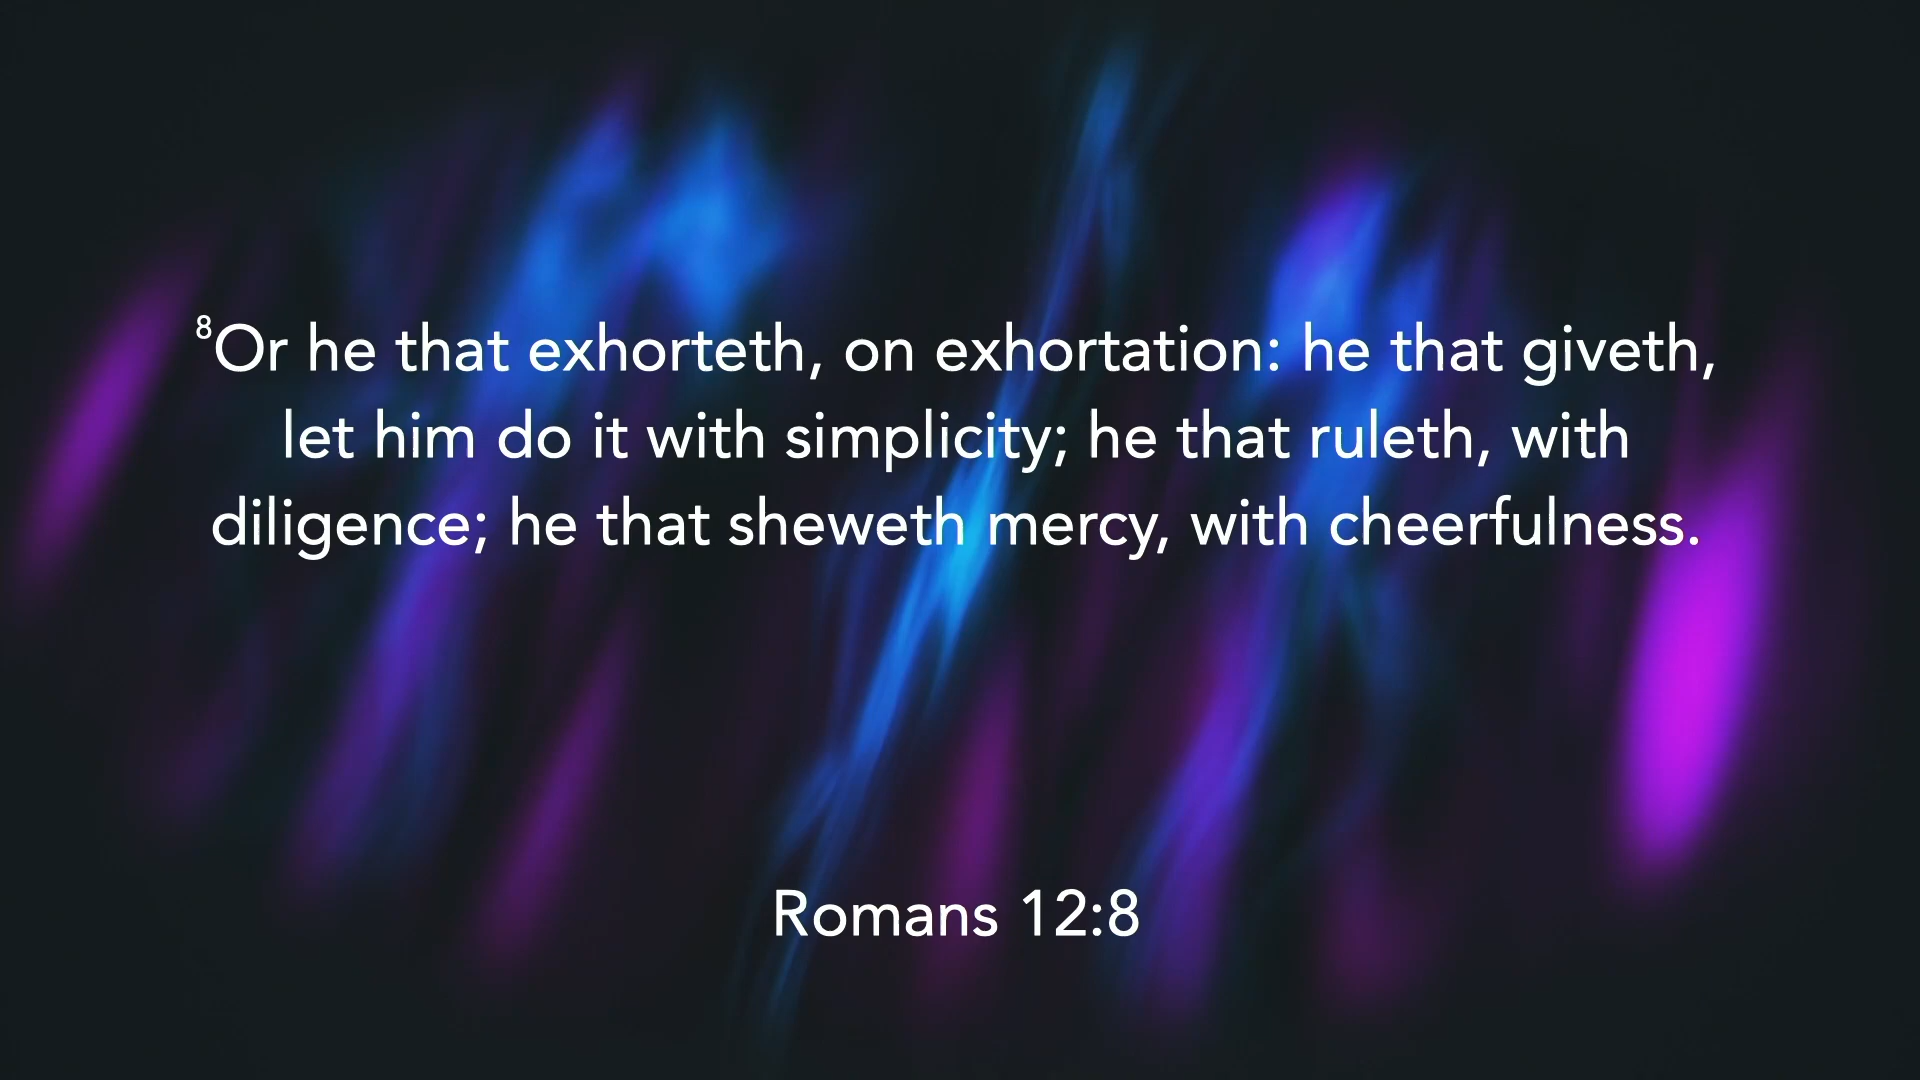 8Or he that exhorteth, on exhortation: he that giveth,
let him do it with simplicity; he that ruleth, with
diligence; he that sheweth mercy, with cheerfulness.
Romans 12:8